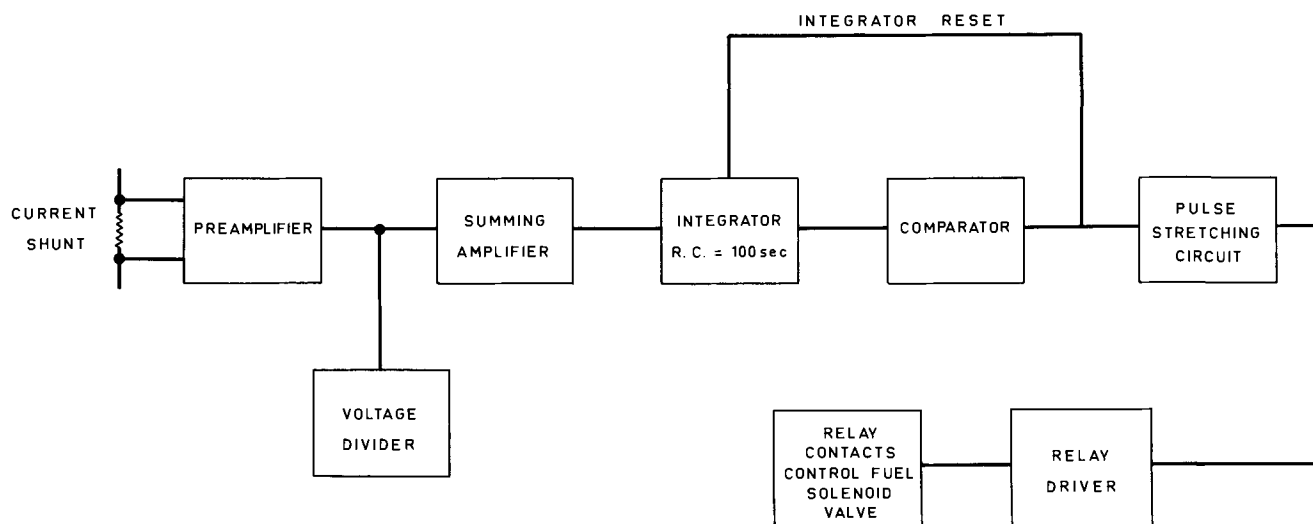 INTEGRATOR RESET
CURRENT
SHUNT
PREAMPLIFIER
SUMMING
AMPLIFIER
INTEGRATOR
R.C. = 100 sec
COMPARATOR
PULSE
STRETCHING
CIRCUIT
VOLTAGE
DIVIDER
RELAY
CONTACTS
CONTROL FUEL
SOLENOID
VALVE
RELAY
DRIVER